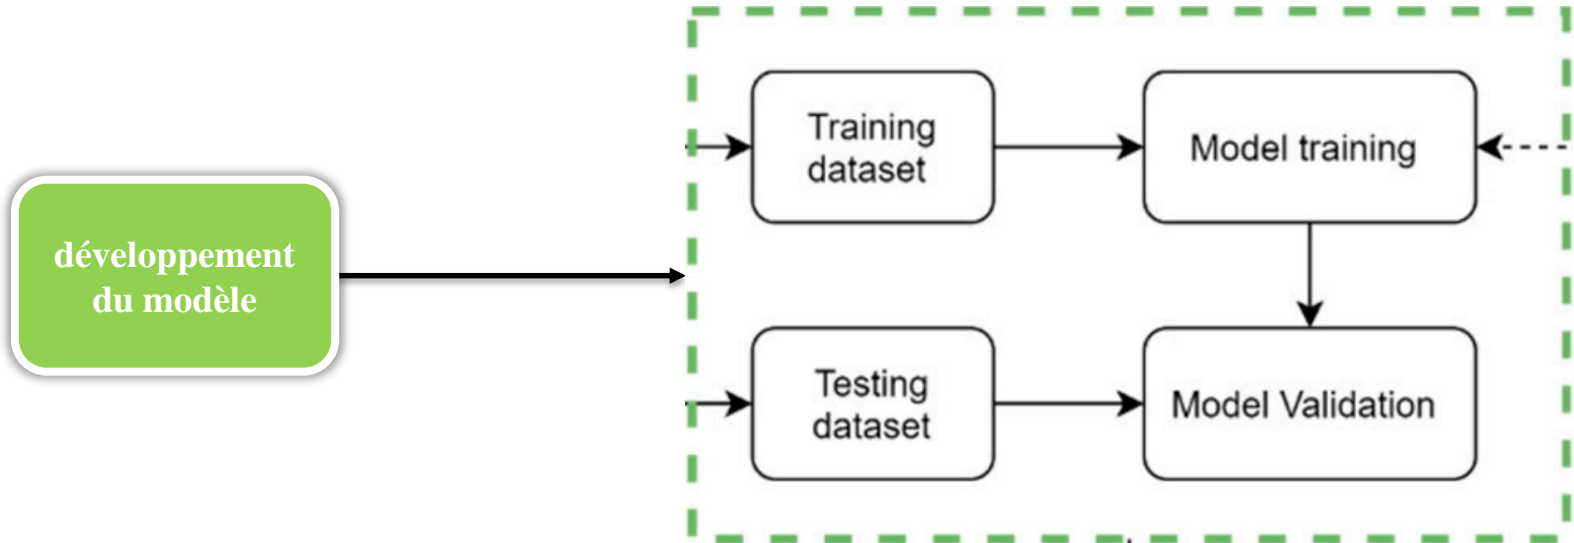 développement
du modèle
Training
dataset
Model training
Testing
dataset
Model Validation